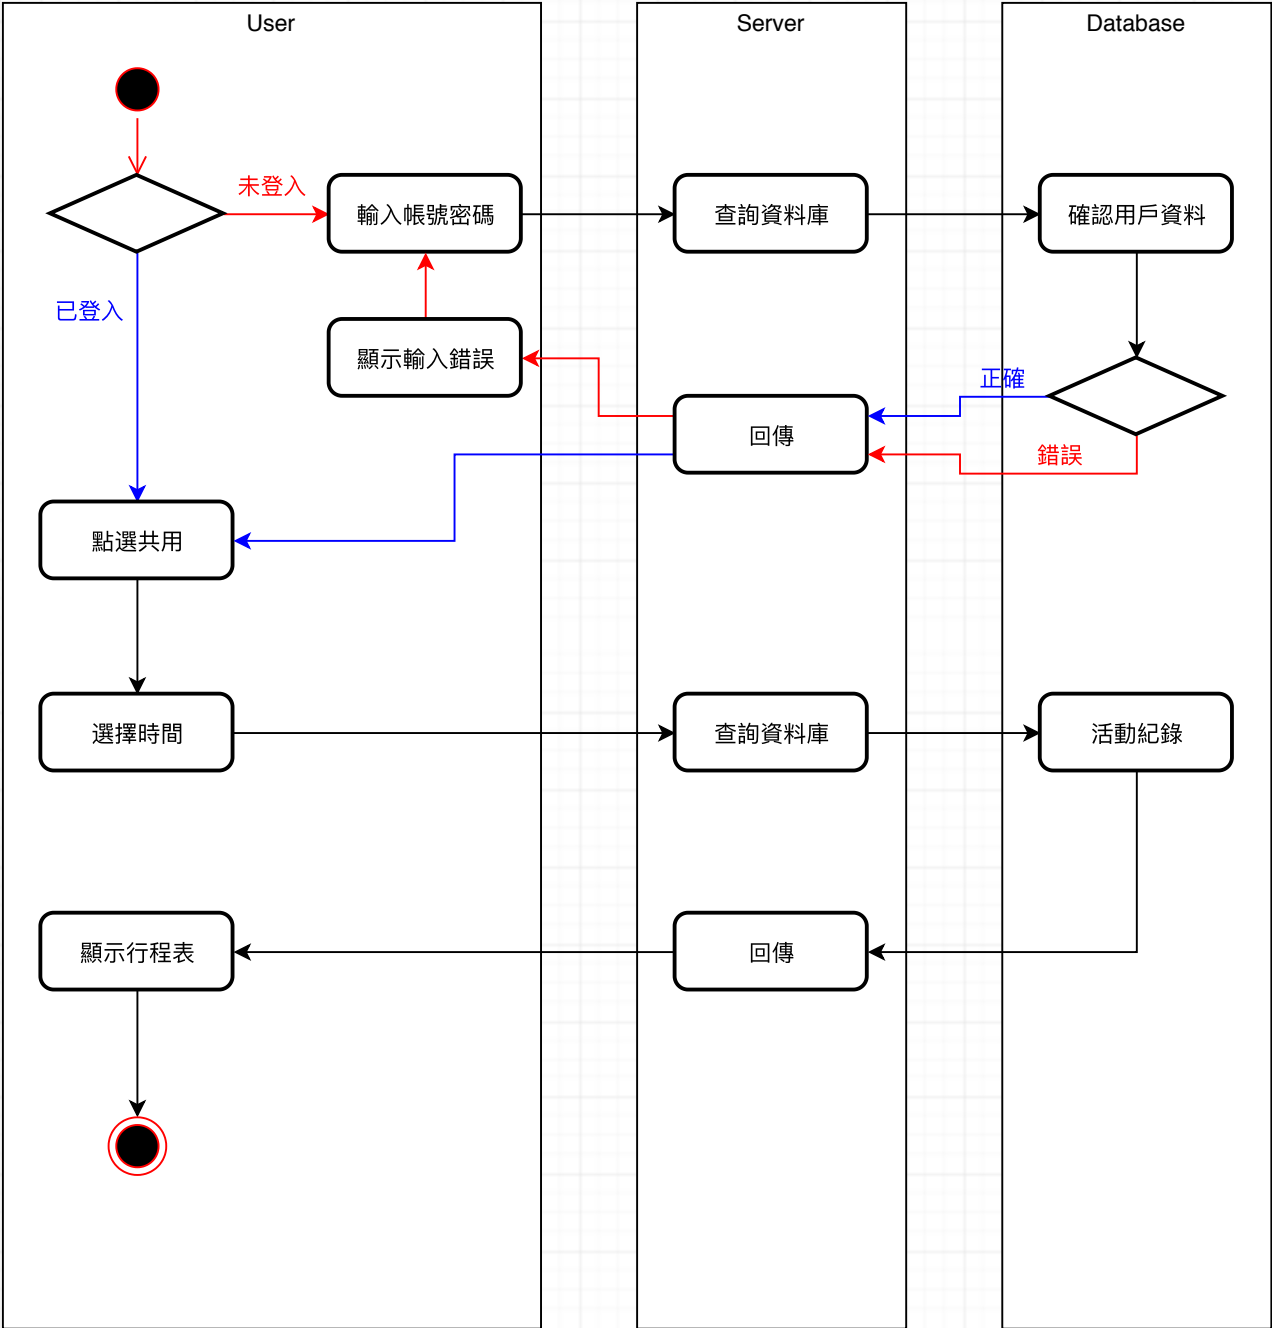 User
Server
Database
未登入
輸入帳號密碼
查詢資料庫
確認用戶資料
已登入
顯示輸入錯誤
正確
回傳
錯誤
點選共用
選擇時間
查詢資料庫
活動紀錄
顯示行程表
回傳